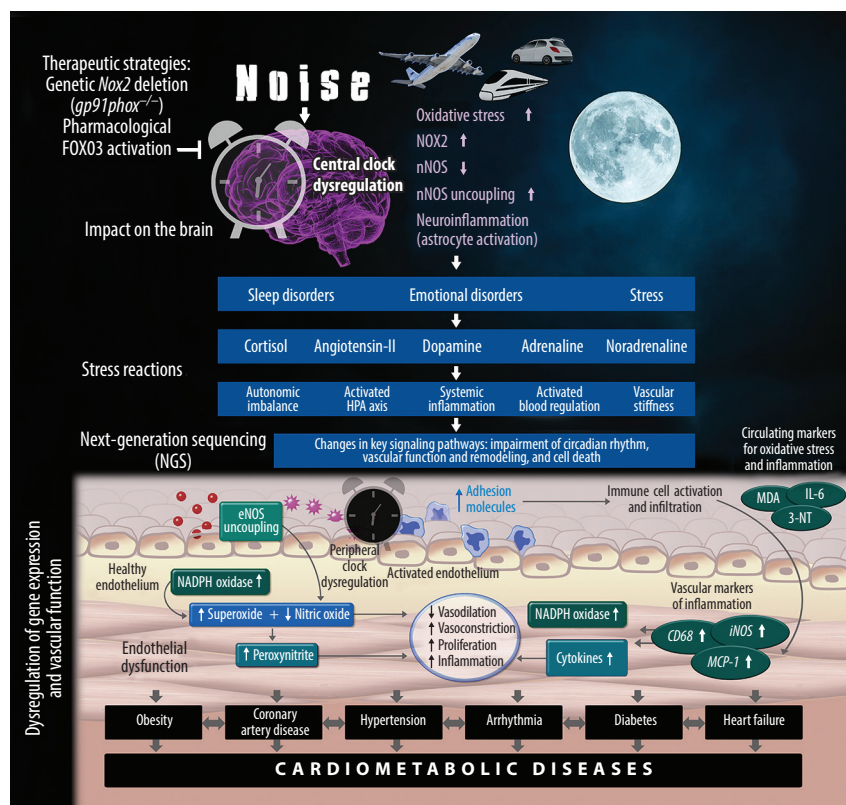 Therapeutic strategies:
Genetic Nox2 deletion
(gp91phox–/–)
Pharmacological
FOX03 activation
Noise
Central clock
dysregulation
Impact on the brain
Oxidative stress ↑
NOX2 ↑
nNOS ↓
nNOS uncoupling ↑
Neuroinflammation
(astrocyte activation)
Sleep disorders Emotional disorders Stress
Stress reactions
Cortisol Angiotensin-II Dopamine Adrenaline Noradrenaline
Autonomic
imbalance
Activated
HPA axis
Systemic
inflammation
Activated
blood regulation
Vascular
stiffness
Next-generation sequencing
(NGS)
Changes in key signaling pathways: impairment of circadian rhythm,
vascular function and remodeling, and cell death
Circulating markers
for oxidative stress
and inflammation
MDA
IL-6
3-NT
Dysregulation of gene expression
and vascular function
eNOS
uncoupling
↑ Adhesion
molecules
Immune cell activation
and infiltration
Peripheral
clock
dysregulation
Activated endothelium
Healthy
endothelium
NADPH oxidase ↑
↑ Superoxide + ↓ Nitric oxide
↑ Peroxynitrite
Endothelial
dysfunction
↓ Vasodilation
↑ Vasoconstriction
↑ Proliferation
↑ Inflammation
NADPH oxidase ↑
Cytokines ↑
Vascular markers
of inflammation
CD68 ↑
iNOS ↑
MCP-1 ↑
Obesity
Coronary
artery disease
Hypertension
Arrhythmia
Diabetes
Heart failure
CARDIOMETABOLIC DISEASES